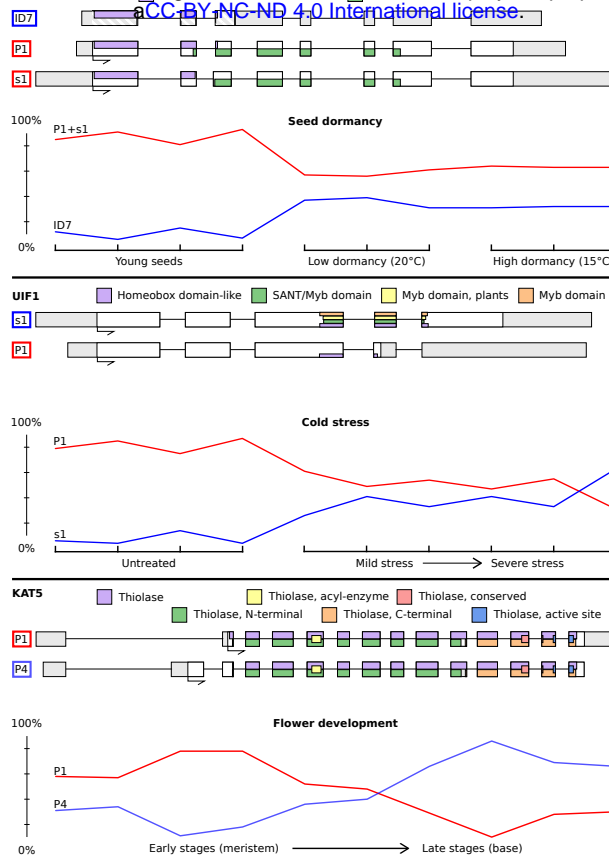 aCC-BY-NC-ND 4.0 International license.
ID7
P1
s1
Seed dormancy
100%
P1+s1
ID7
0%
Young seeds Low dormancy (20°C) High dormancy (15°C
UIF1 Homeobox domain-like SANT/Myb domain Myb domain, plants Myb domain
s1
P1
Cold stress
100%
P1
s1
0%
Untreated Mild stress Severe stress
KAT5 Thiolase Thiolase, acyl-enzyme Thiolase, conserved
Thiolase, N-terminal Thiolase, C-terminal Thiolase, active site
P1
P4
Flower development
100%
P1
P4
0%
Early stages (meristem) Late stages (base)